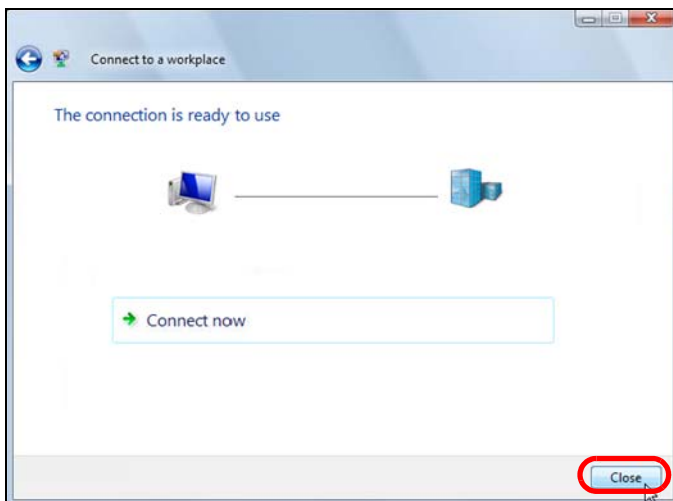 Connect to a workplace
The connection is ready to use
Connect now
Close